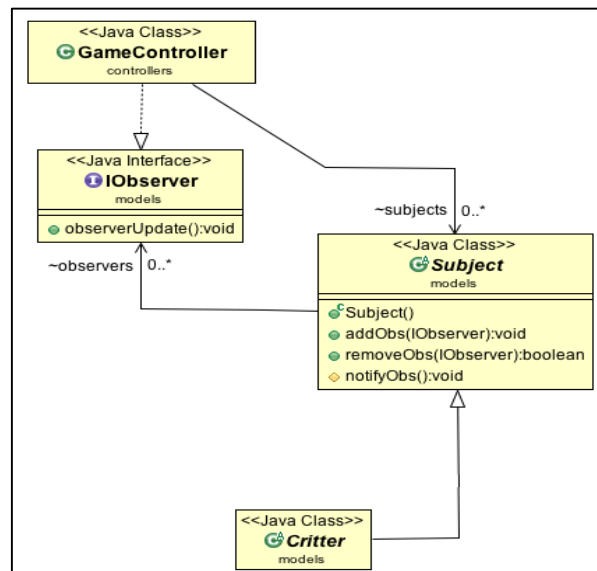 <<Java Class>>
GameController
controllers
<<Java Interface>>
IObserver
models
observerUpdate():void
~subjects 0..*
~observers 0..*
<<Java Class>>
Subject
models
Subject()
addObs(IObserver):void
removeObs(IObserver):boolean
notifyObs():void
<<Java Class>>
Critter
models